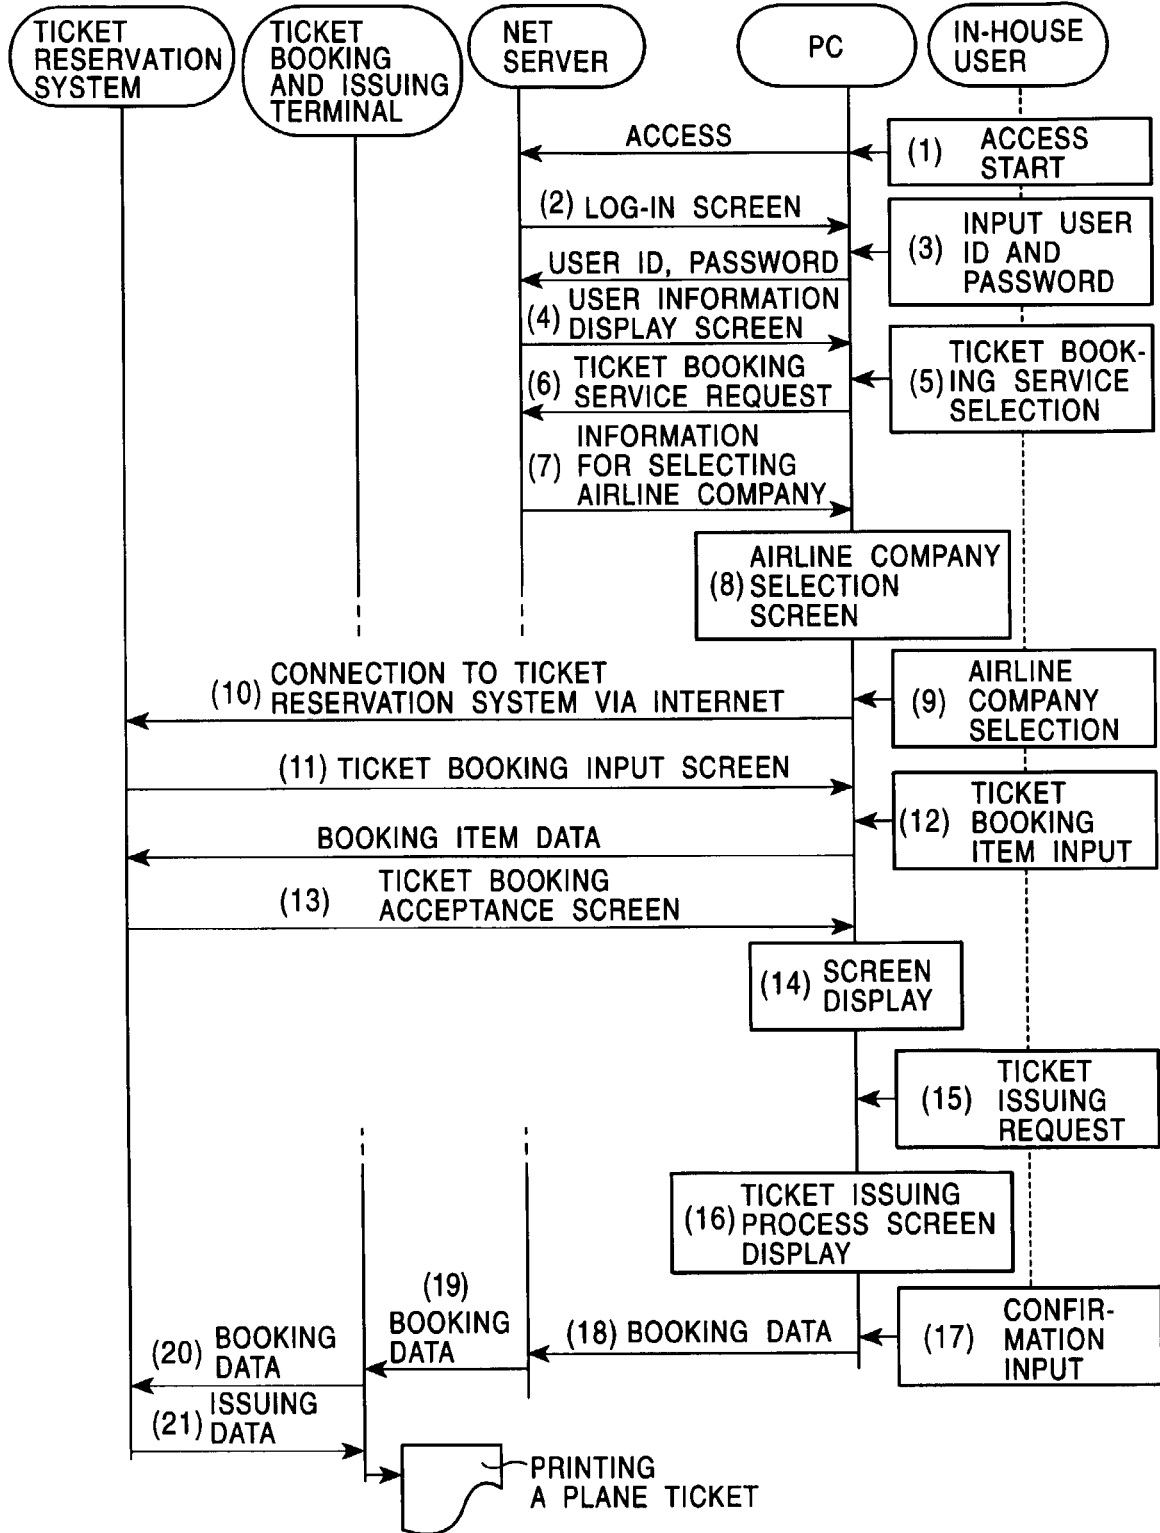 TICKET
RESERVATION
SYSTEM
TICKET
BOOKING
AND ISSUING
TERMINAL
NET
SERVER
PC
IN-HOUSE
USER
ACCESS
(1) ACCESS
START
(2) LOG-IN SCREEN
(3) INPUT USER
ID AND
PASSWORD
USER ID, PASSWORD
(4) USER INFORMATION
DISPLAY SCREEN
(5) TICKET BOOK-
ING SERVICE
SELECTION
(6) TICKET BOOKING
SERVICE REQUEST
(7) INFORMATION
FOR SELECTING
AIRLINE COMPANY
(8) AIRLINE COMPANY
SELECTION
SCREEN
(9) AIRLINE
COMPANY
SELECTION
(10) CONNECTION TO TICKET
RESERVATION SYSTEM VIA INTERNET
(11) TICKET BOOKING INPUT SCREEN
(12) TICKET
BOOKING
ITEM INPUT
BOOKING ITEM DATA
(13) TICKET BOOKING
ACCEPTANCE SCREEN
(14) SCREEN
DISPLAY
(15) TICKET
ISSUING
REQUEST
(16) TICKET ISSUING
PROCESS SCREEN
DISPLAY
(17) CONFIR-
MATION
INPUT
(18) BOOKING DATA
(19)
BOOKING
DATA
(20) BOOKING
DATA
(21) ISSUING
DATA
PRINTING
A PLANE TICKET